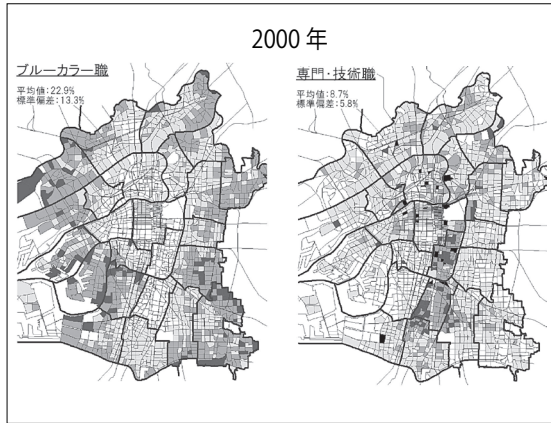 2000 年
ブルーカラー職
平均値:22.9%
標準偏差:13.3%
専門・技術職
平均値:8.7%
標準偏差:5.8%